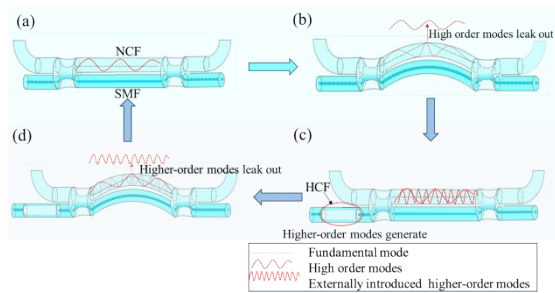 (a)
NCF
SMF
(b)
High order modes leak out
(d)
Higher-order modes leak out
(c)
HCF
Higher-order modes generate
Fundamental mode
High order modes
Externally introduced higher-order modes